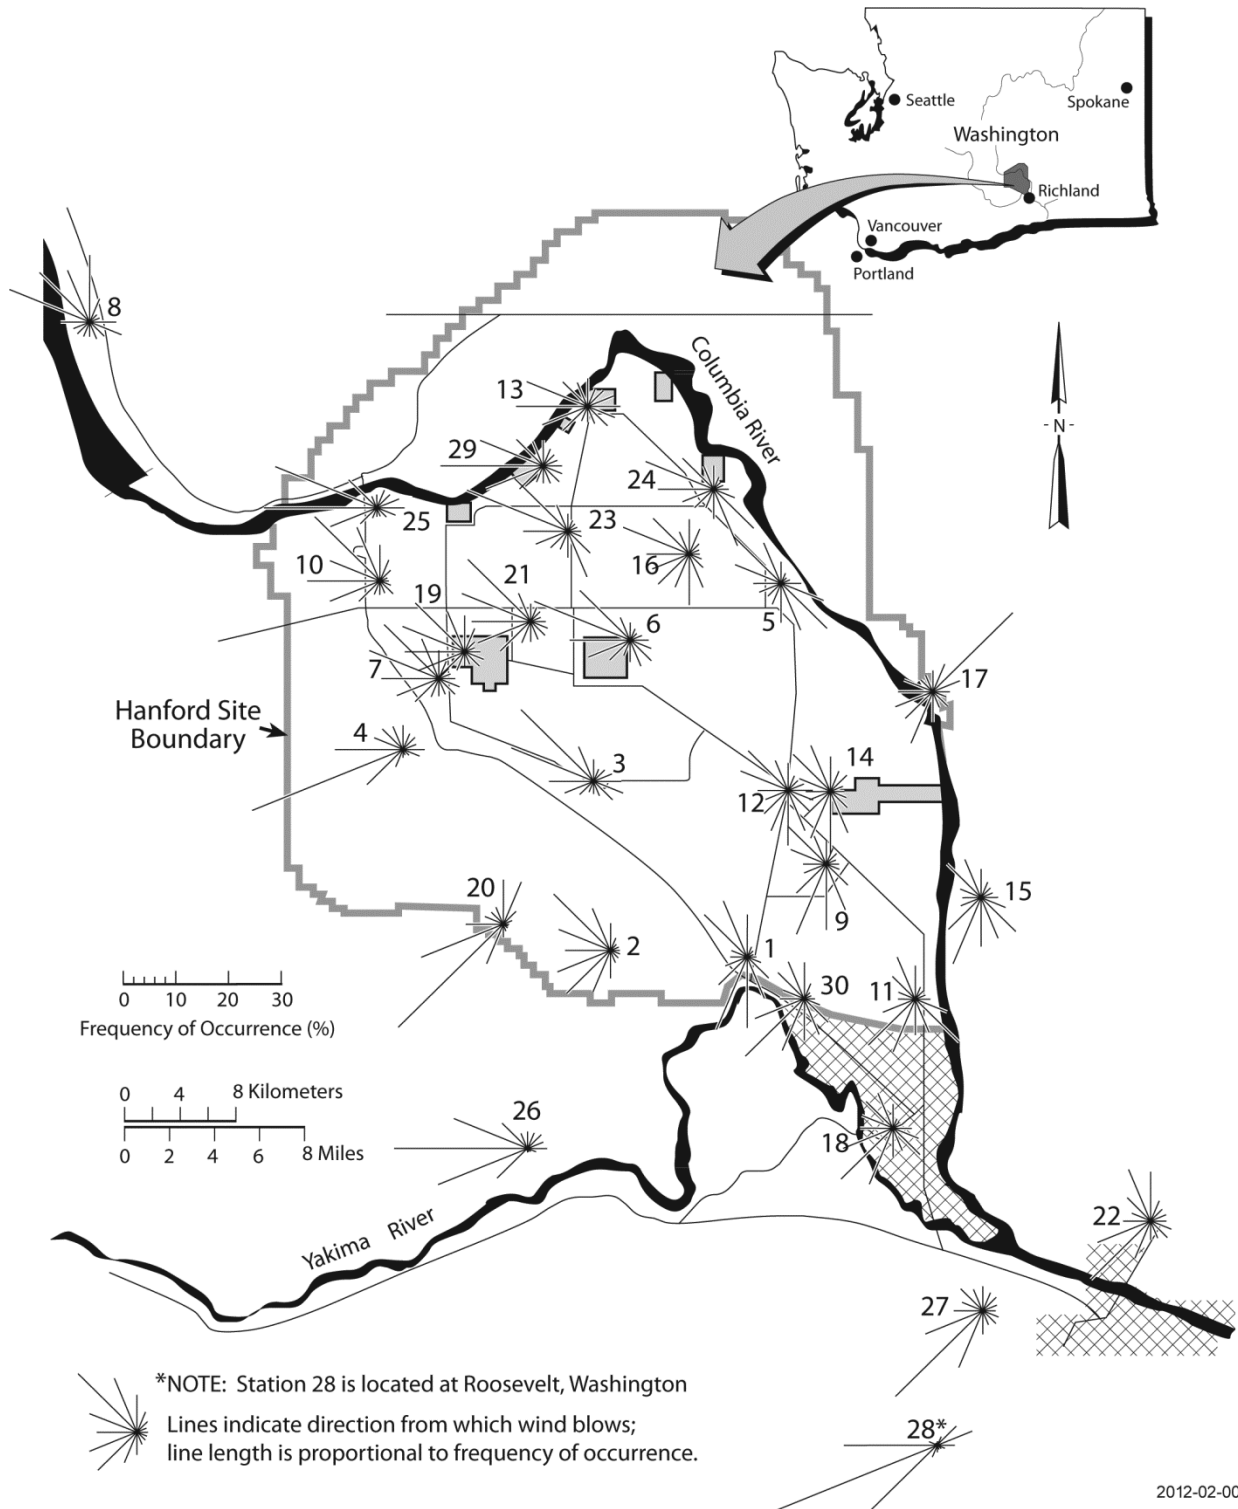 Seattle
Spokane
Washington
Richland
Vancouver
Portland
8
Columbia River
13
- N -
29
24
25
23
10
16
21
19
6
5
7
17
Hanford Site
Boundary
4
3
14
12
20
15
9
2
1
30
11
0 10 20 30
Frequency of Occurrence (%)
0 4 8 Kilometers
26
0 2 4 6 8 Miles
18
22
Yakima River
27
*NOTE: Station 28 is located at Roosevelt, Washington
Lines indicate direction from which wind blows;
line length is proportional to frequency of occurrence.
28*
2012-02-00